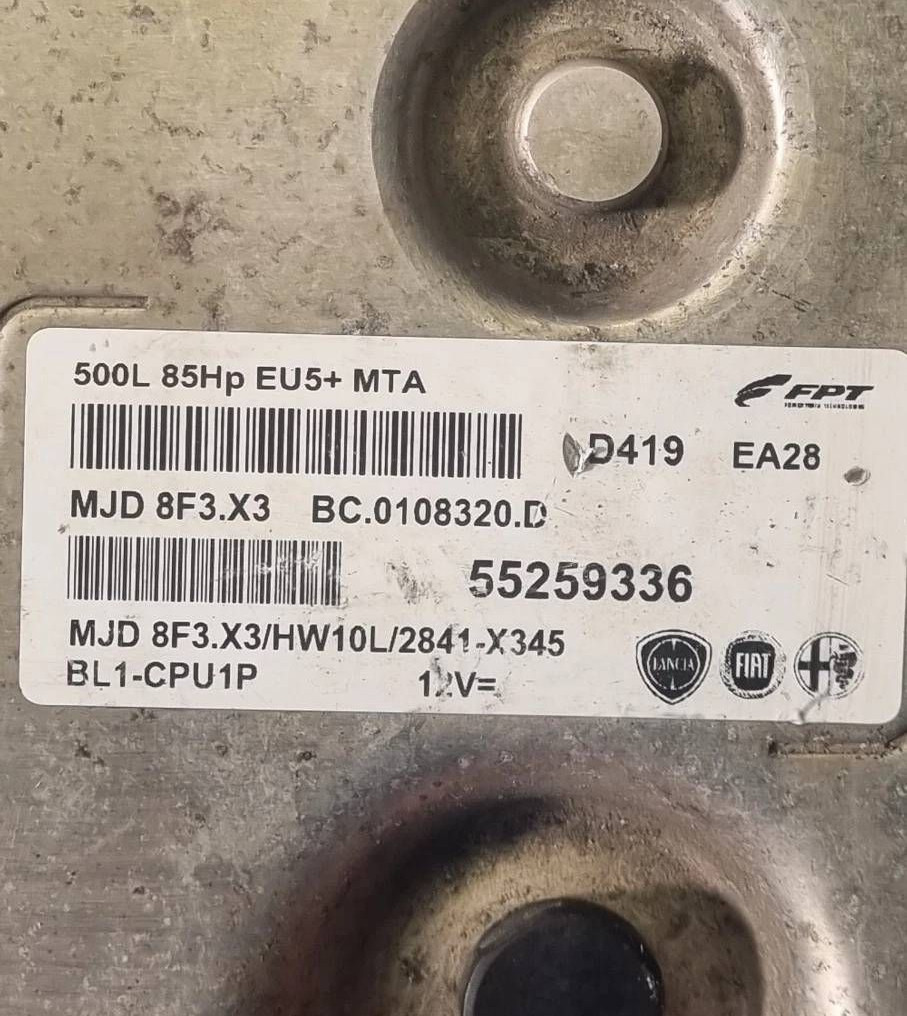 500L 85Hp EU5+ MTA
FPT
D419 EA28
MJD 8F3.X3 BC.0108320.D
55259336
MJD 8F3.X3/HW10L/2841-X345
BL1-CPU1P 12V=
LANCIA FIAT